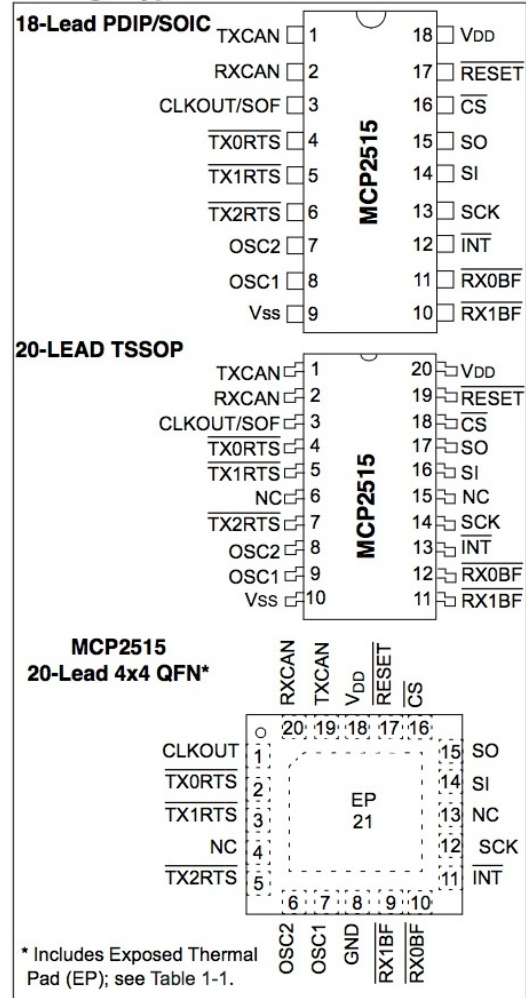 18-Lead PDIP/SOIC
TXCAN 1 18 VDD
RXCAN 2 17 RESET
CLKOUT/SOF 3 16 CS
TX0RTS 4 15 SO
TX1RTS 5 14 SI
TX2RTS 6 13 SCK
OSC2 7 12 INT
OSC1 8 11 RX0BF
Vss 9 10 RX1BF
MCP2515
20-LEAD TSSOP
TXCAN 1 20 VDD
RXCAN 2 19 RESET
CLKOUT/SOF 3 18 CS
TX0RTS 4 17 SO
TX1RTS 5 16 SI
NC 6 15 NC
TX2RTS 7 14 SCK
OSC2 8 13 INT
OSC1 9 12 RX0BF
Vss 10 11 RX1BF
MCP2515
MCP2515
20-Lead 4x4 QFN*
RXCAN TXCAN VDD RESET CS
20 19 18 17 16
CLKOUT 1 15 SO
TX0RTS 2 14 SI
TX1RTS 3 13 NC
NC 4 12 SCK
TX2RTS 5 11 INT
EP
21
6 7 8 9 10
OSC2 OSC1 GND RX1BF RX0BF
* Includes Exposed Thermal
Pad (EP); see Table 1-1.